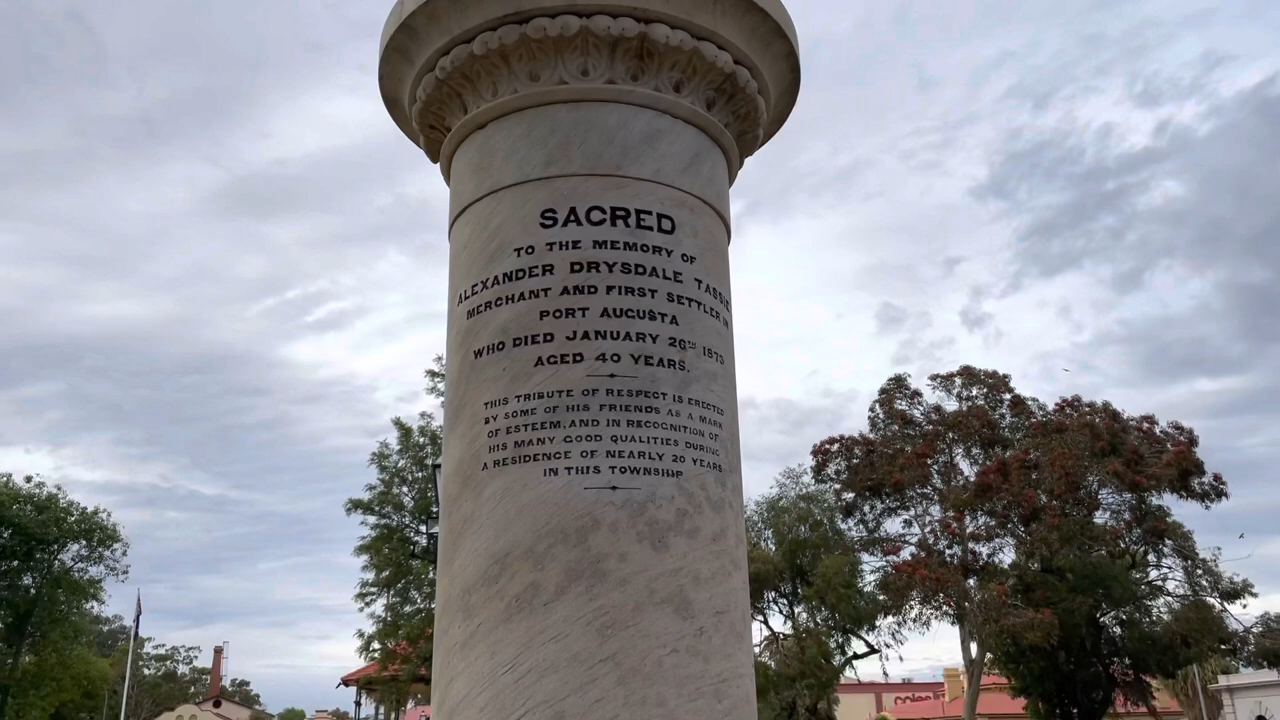 SACRED
TO THE MEMORY OF
ALEXANDER DRYSDALE TASSIE
MERCHANT AND FIRST SETTLER IN
PORT AUGUSTA
WHO DIED JANUARY 26TH 1873
AGED 40 YEARS.
THIS TRIBUTE OF RESPECT IS ERECTED
BY SOME OF HIS FRIENDS AS A MARK
OF ESTEEM, AND IN RECOGNITION OF
HIS MANY GOOD QUALITIES DURING
A RESIDENCE OF NEARLY 20 YEARS
IN THIS TOWNSHIP
coles